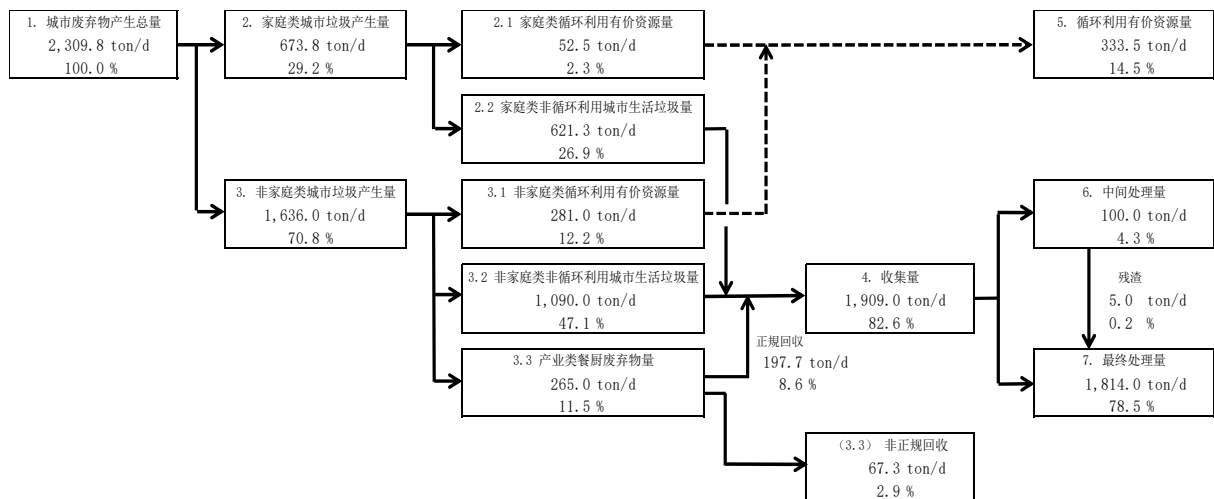 1. 城市废弃物产生总量
2,309.8 ton/d
100.0 %
2. 家庭类城市垃圾产生量
673.8 ton/d
29.2 %
2.1 家庭类循环利用有价资源量
52.5 ton/d
2.3 %
5. 循环利用有价资源量
333.5 ton/d
14.5 %
2.2 家庭类非循环利用城市生活垃圾量
621.3 ton/d
26.9 %
3. 非家庭类城市垃圾产生量
1,636.0 ton/d
70.8 %
3.1 非家庭类循环利用有价资源量
281.0 ton/d
12.2 %
6. 中间处理量
100.0 ton/d
4.3 %
3.2 非家庭类非循环利用城市生活垃圾量
1,090.0 ton/d
47.1 %
4. 收集量
1,909.0 ton/d
82.6 %
残渣
5.0 ton/d
0.2 %
3.3 产业类餐厨废弃物量
265.0 ton/d
11.5 %
正規回収
197.7 ton/d
8.6 %
7. 最终处理量
1,814.0 ton/d
78.5 %
（3.3） 非正规回收
67.3 ton/d
2.9 %